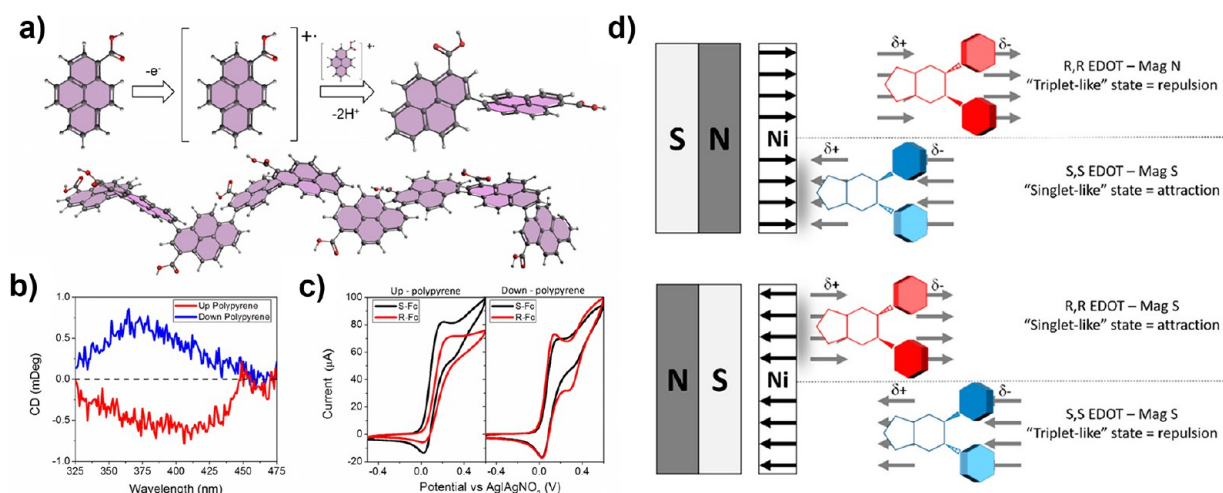 a)
-e⁻
+·
+·
-2H⁺
b)
1.0
0.5
0.0
-0.5
-1.0
CD (mDeg)
Up Polypyrene
Down Polypyrene
325
350
375
400
425
450
475
Wavelength (nm)
c)
Up - polypyrene
Down - polypyrene
S-Fc
R-Fc
S-Fc
R-Fc
100
80
60
40
20
0
-20
Current (µA)
-0.4
0.0
0.4
-0.4
0.0
0.4
Potential vs Ag|AgNO₃ (V)
d)
S
N
Ni
δ+
δ-
R,R EDOT – Mag N
"Triplet-like" state = repulsion
δ+
δ-
S,S EDOT – Mag S
"Singlet-like" state = attraction
N
S
Ni
δ+
δ-
R,R EDOT – Mag S
"Singlet-like" state = attraction
δ+
δ-
S,S EDOT – Mag S
"Triplet-like" state = repulsion